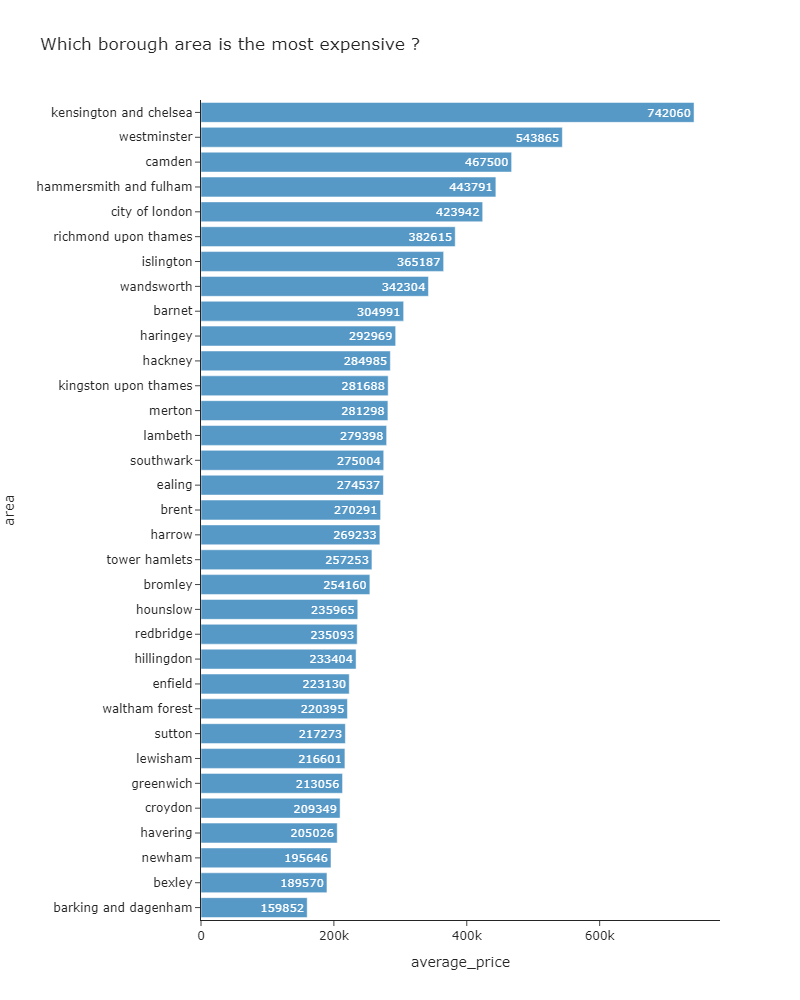 Which borough area is the most expensive ?
kensington and chelsea 742060
westminster 543865
camden 467500
hammersmith and fulham 443791
city of london 423942
richmond upon thames 382615
islington 365187
wandsworth 342304
barnet 304991
haringey 292969
hackney 284985
kingston upon thames 281688
merton 281298
lambeth 279398
southwark 275004
ealing 274537
brent 270291
harrow 269233
tower hamlets 257253
bromley 254160
hounslow 235965
redbridge 235093
hillingdon 233404
enfield 223130
waltham forest 220395
sutton 217273
lewisham 216601
greenwich 213056
croydon 209349
havering 205026
newham 195646
bexley 189570
barking and dagenham 159852
area
0 200k 400k 600k
average_price